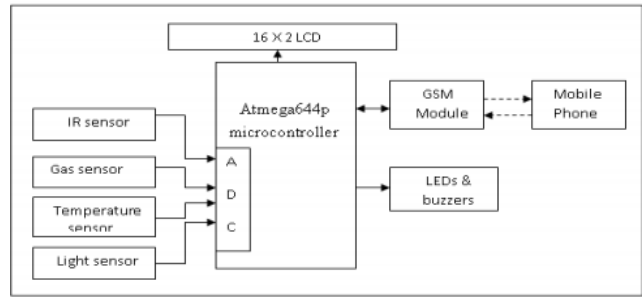 16 X 2 LCD
Atmega644p
microcontroller
GSM
Module
Mobile
Phone
IR sensor
A
Gas sensor
D
Temperature
sensor
C
Light sensor
LEDs &
buzzers